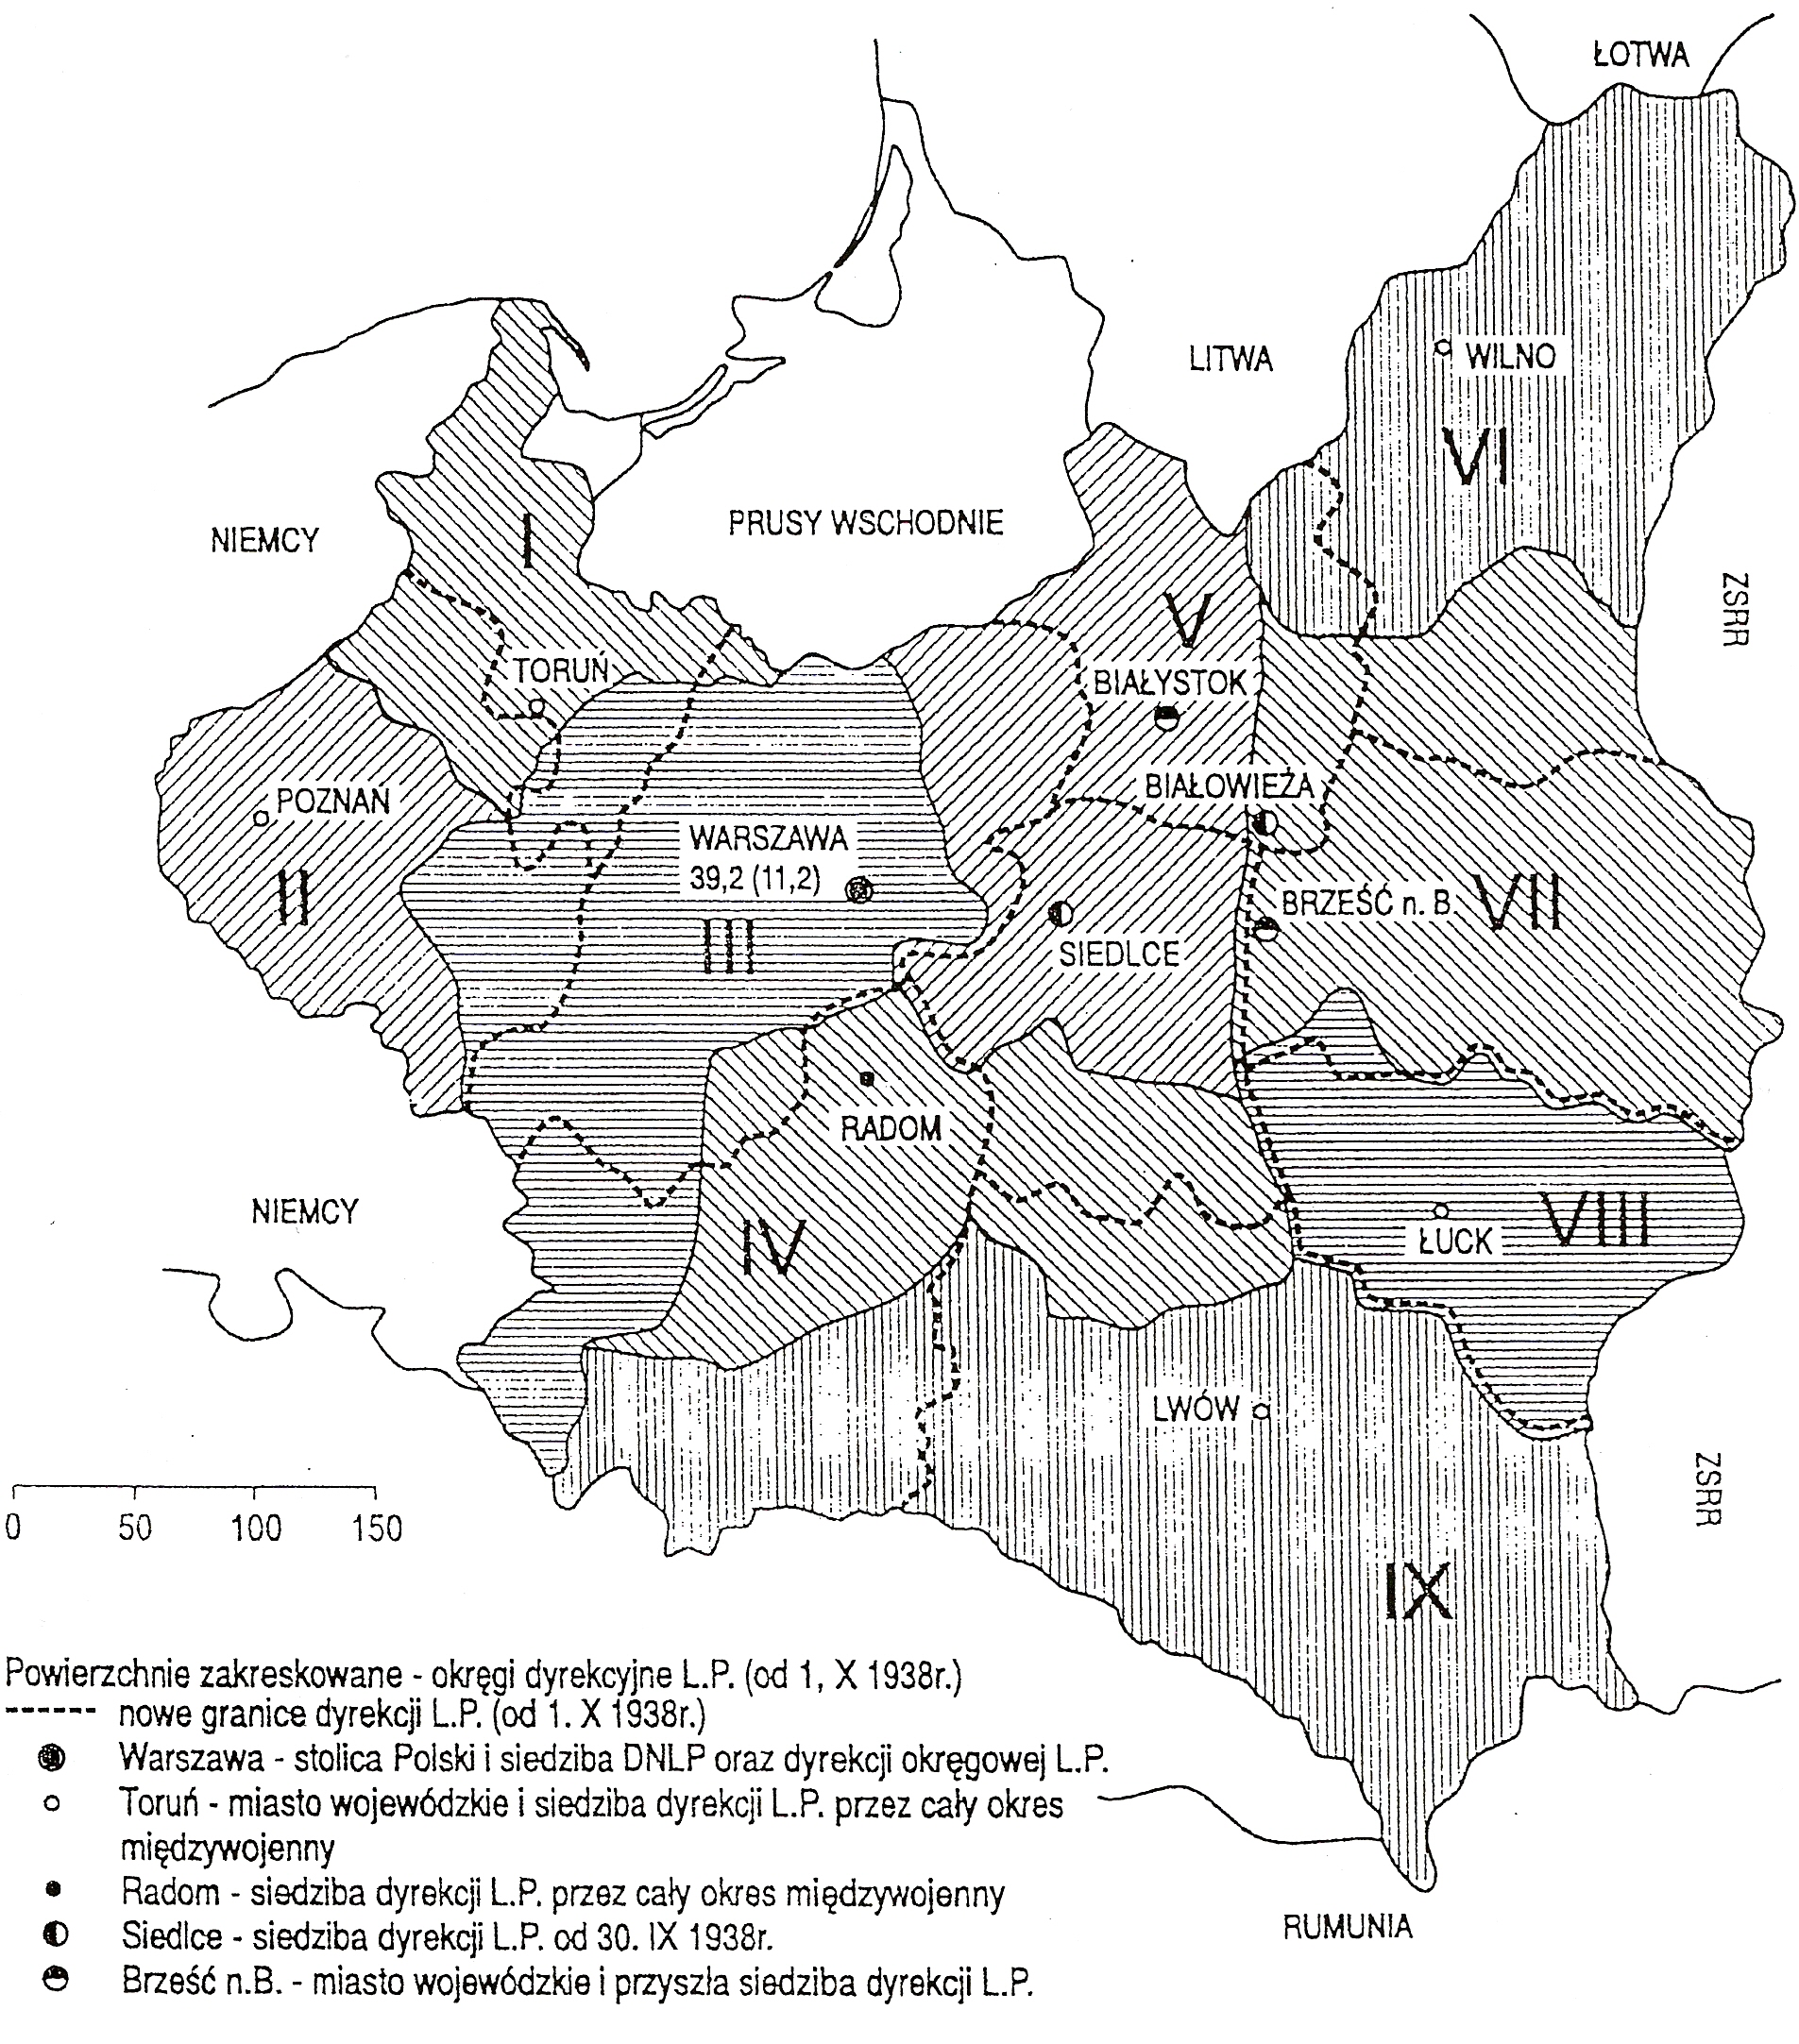 ŁOTWA
LITWA
WILNO
VI
NIEMCY
I
PRUSY WSCHODNIE
ZSRR
V
TORUŃ
BIAŁYSTOK
POZNAŃ
BIAŁOWIEŻA
WARSZAWA
39,2 (11,2)
II
III
BRZEŚĆ n. B.
VII
SIEDLCE
RADOM
NIEMCY
IV
ŁUCK
VIII
LWÓW
ZSRR
0 50 100 150
IX
Powierzchnie zakreskowane - okręgi dyrekcyjne L.P. (od 1, X 1938r.)
nowe granice dyrekcji L.P. (od 1. X 1938r.)
Warszawa - stolica Polski i siedziba DNLP oraz dyrekcji okręgowej L.P.
Toruń - miasto wojewódzkie i siedziba dyrekcji L.P. przez cały okres
międzywojenny
Radom - siedziba dyrekcji L.P. przez cały okres międzywojenny
Siedlce - siedziba dyrekcji L.P. od 30. IX 1938r.
Brześć n.B. - miasto wojewódzkie i przyszła siedziba dyrekcji L.P.
RUMUNIA